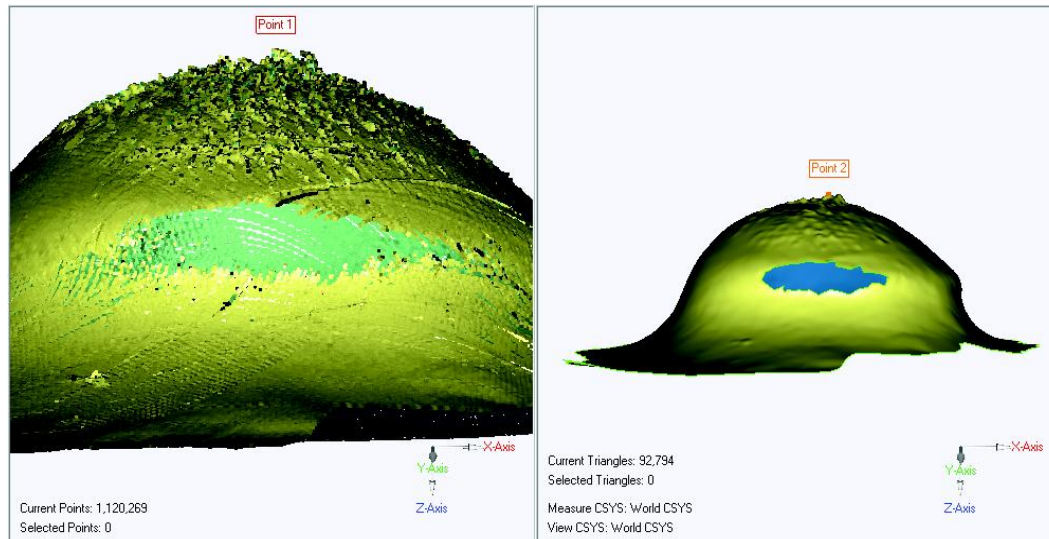 Point 1
X-Axis
Y-Axis
Z-Axis
Current Points: 1,120,269
Selected Points: 0
Point 2
X-Axis
Y-Axis
Z-Axis
Current Triangles: 92,794
Selected Triangles: 0
Measure CSYS: World CSYS
View CSYS: World CSYS